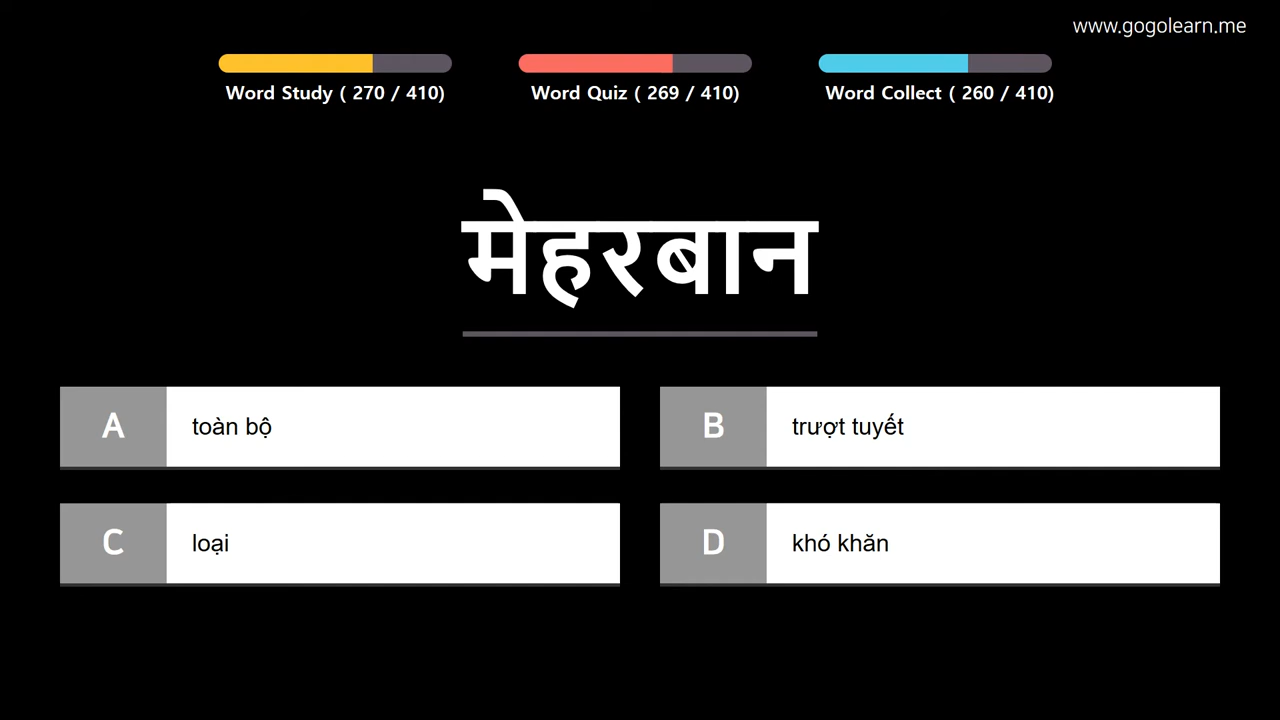 www.gogolearn.me
Word Study ( 270 / 410)
Word Quiz ( 269 / 410)
Word Collect ( 260 / 410)
मेहरबान
A toàn bộ
B trượt tuyết
C loại
D khó khăn